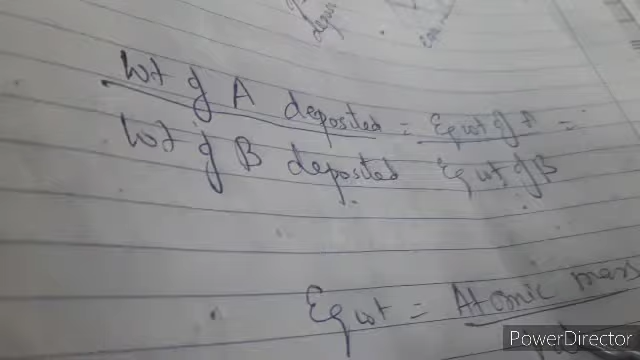 wt of A deposited = Eq wt of A =
wt of B deposited Eq wt of B
Eq wt = Atomic mass
PowerDirector